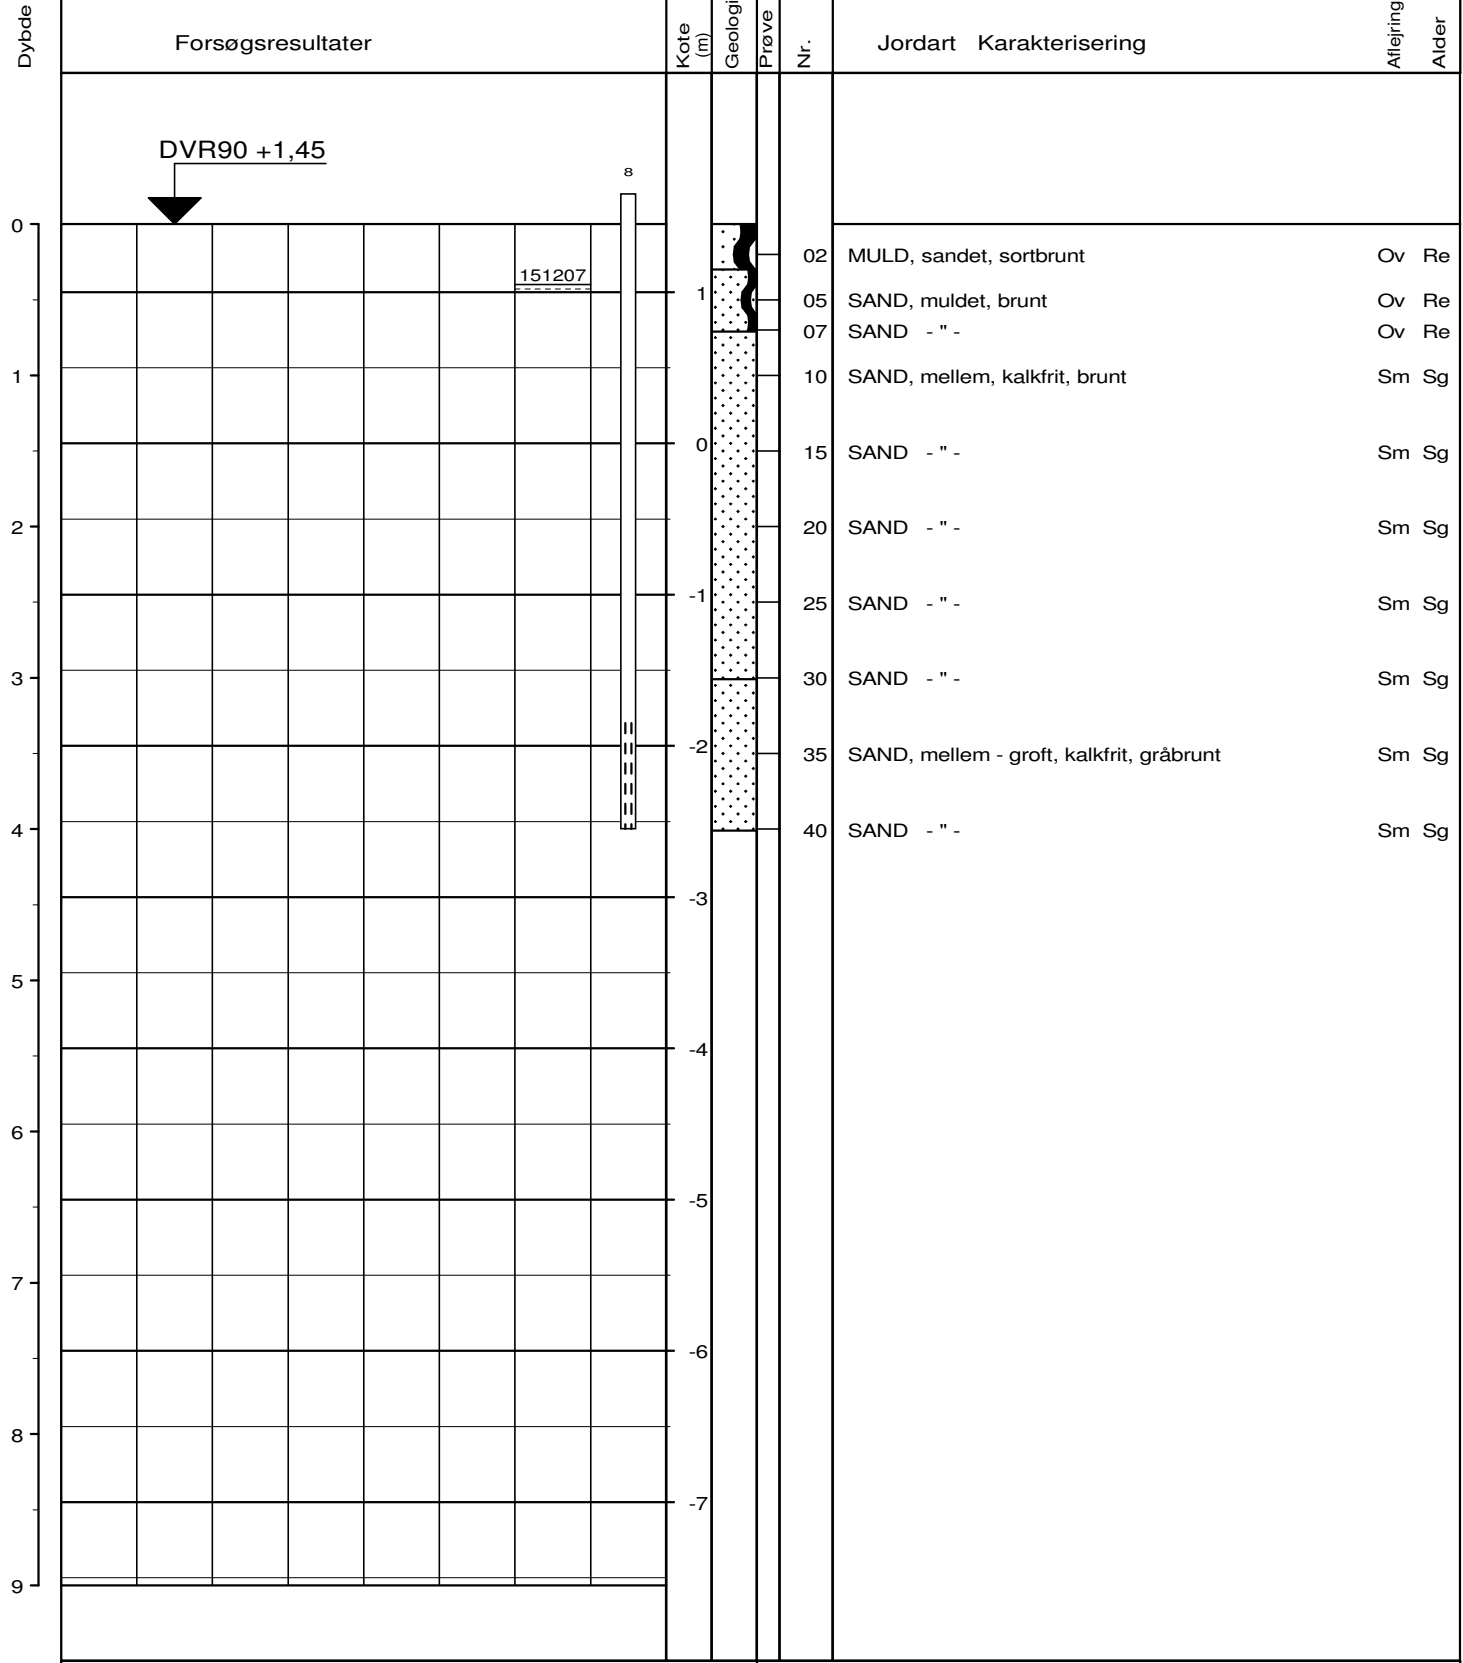 Dybde Forsøgsresultater Kote (m) Geologi Prøve Nr. Jordart Karakterisering Aflejring Alder
DVR90 +1,45
8
0
02 MULD, sandet, sortbrunt Ov Re
151207
1 05 SAND, muldet, brunt Ov Re
07 SAND - " - Ov Re
1 10 SAND, mellem, kalkfrit, brunt Sm Sg
0 15 SAND - " - Sm Sg
2 20 SAND - " - Sm Sg
-1 25 SAND - " - Sm Sg
3 30 SAND - " - Sm Sg
-2 35 SAND, mellem - groft, kalkfrit, gråbrunt Sm Sg
4 40 SAND - " - Sm Sg
-3
5
-4
6
-5
7
-6
8
-7
9